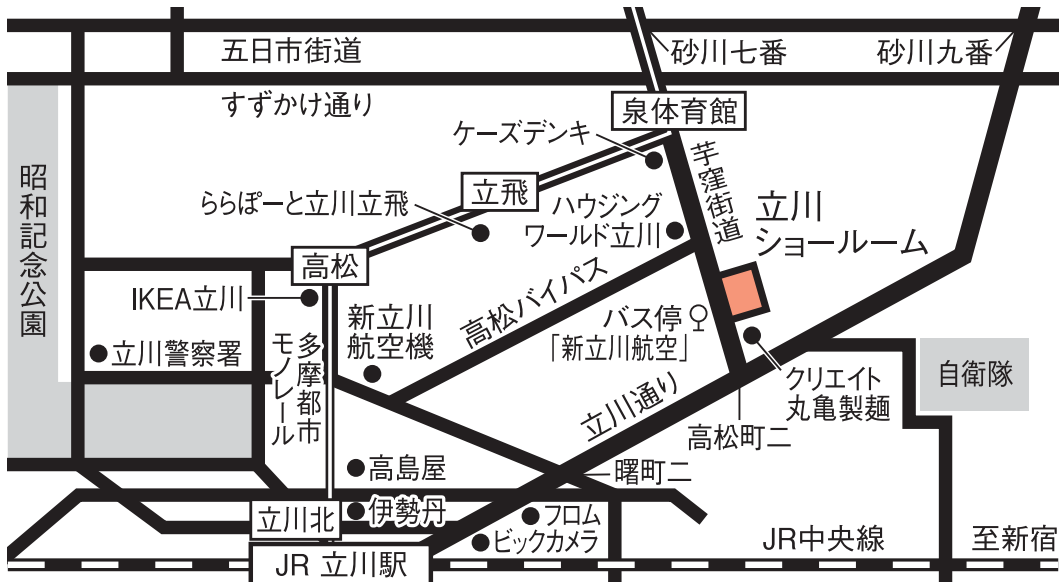 五日市街道
砂川七番
砂川九番
すずかけ通り
泉体育館
ケーズデンキ
芋窪街道
昭和記念公園
立飛
ららぽーと立川立飛
ハウジング
ワールド立川
立川
ショールーム
高松
IKEA立川
高松バイパス
新立川
航空機
バス停
「新立川航空」
立川警察署
多摩都市
モノレール
クリエイト
丸亀製麺
自衛隊
立川通り
高松町二
高島屋
曙町二
立川北
伊勢丹
フロム
ビックカメラ
JR 立川駅
JR中央線
至新宿